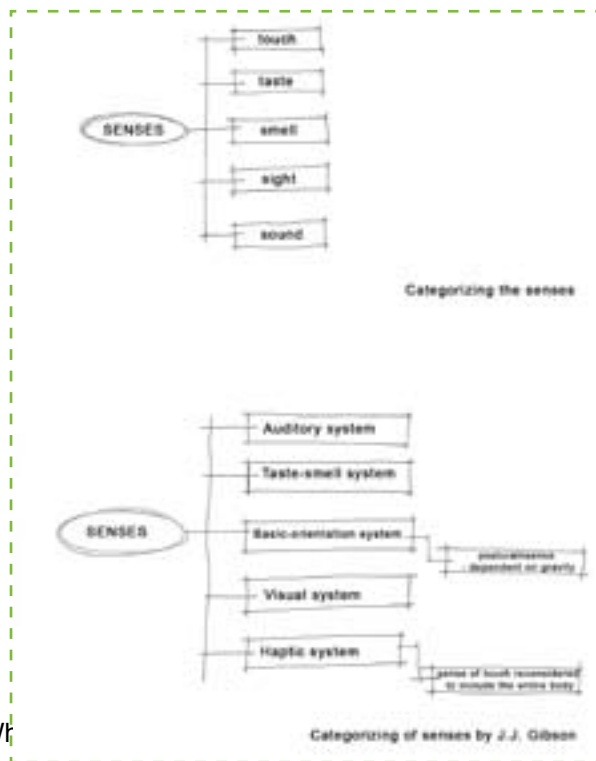 touch
taste
SENSES
smell
sight
sound
Categorizing the senses
Auditory system
Taste-smell system
SENSES
Basic-orientation system
- dependent on gravity
Visual system
Haptic system
sense of touch reconsidered
to include the entire body
Categorizing of senses by J.J. Gibson